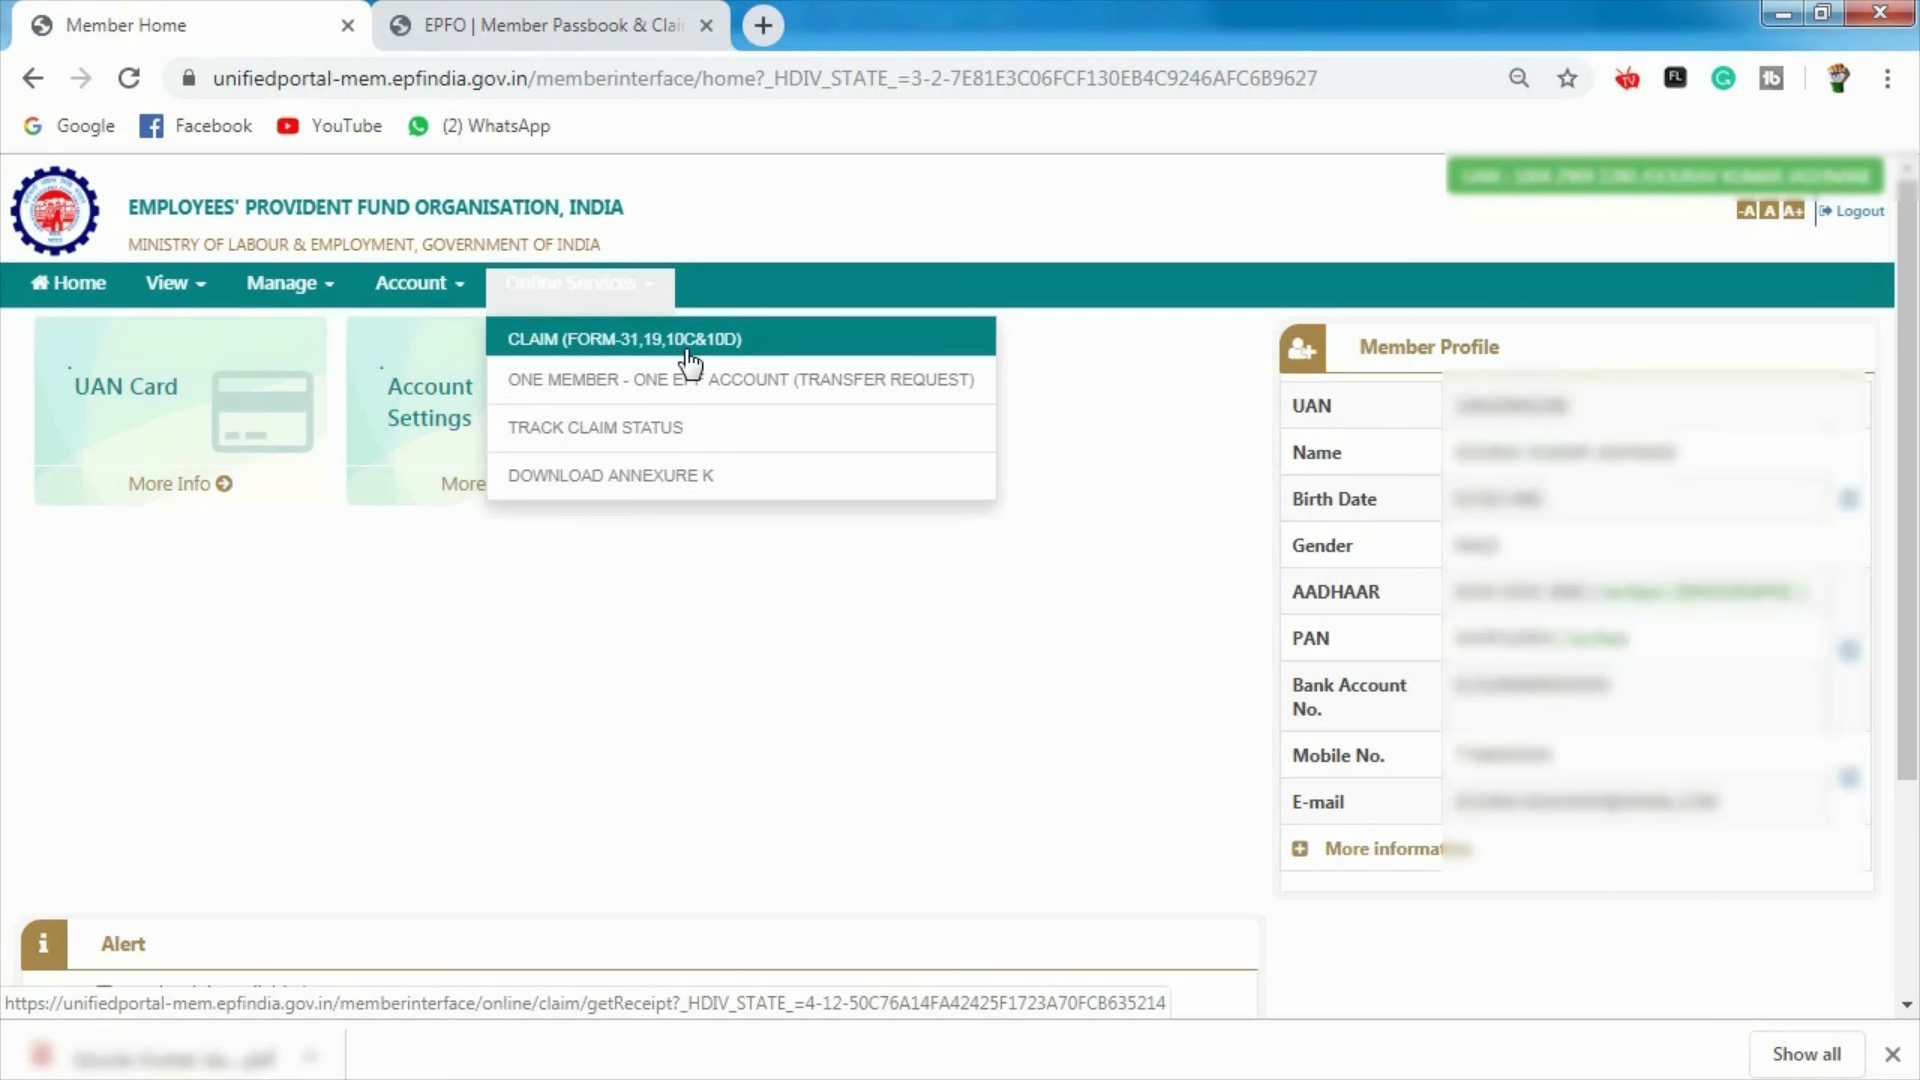 Member Home
EPFO | Member Passbook & Clai
unifiedportal-mem.epfindia.gov.in/memberinterface/home?_HDIV_STATE_=3-2-7E81E3C06FCF130EB4C9246AFC6B9627
Google Facebook YouTube (2) WhatsApp
EMPLOYEES' PROVIDENT FUND ORGANISATION, INDIA
MINISTRY OF LABOUR & EMPLOYMENT, GOVERNMENT OF INDIA
-A A A+ Logout
Home View Manage Account Online Services
CLAIM (FORM-31,19,10C&10D)
ONE MEMBER - ONE EPF ACCOUNT (TRANSFER REQUEST)
TRACK CLAIM STATUS
DOWNLOAD ANNEXURE K
UAN Card
More Info
Account
Settings
More
Member Profile
UAN
Name
Birth Date
Gender
AADHAAR
PAN
Bank Account
No.
Mobile No.
E-mail
More informa
Alert
https://unifiedportal-mem.epfindia.gov.in/memberinterface/online/claim/getReceipt?_HDIV_STATE_=4-12-50C76A14FA42425F1723A70FCB635214
Show all